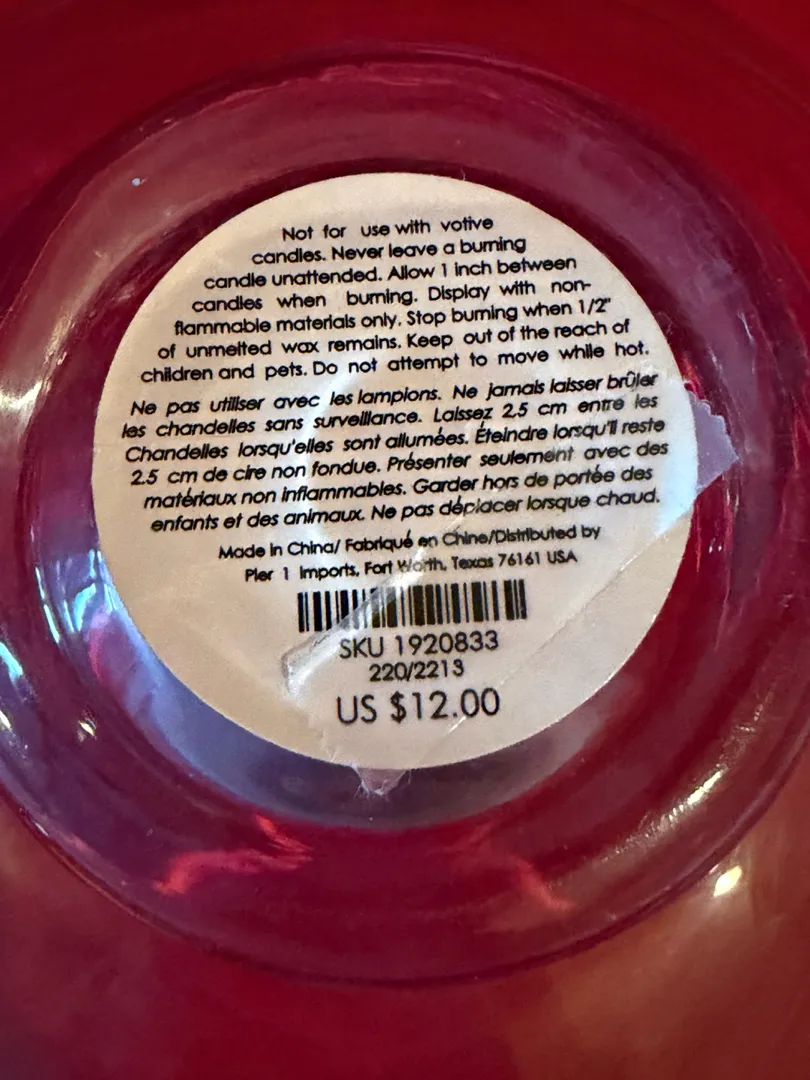 Not for use with votive
candles. Never leave a burning
candle unattended. Allow 1 inch between
candles when burning. Display with non-
flammable materials only. Stop burning when 1/2"
of unmelted wax remains. Keep out of the reach of
children and pets. Do not attempt to move while hot.
Ne pas utiliser avec les lampions. Ne jamais laisser brûler
les chandelles sans surveillance. Laissez 2.5 cm entre les
Chandelles lorsqu'elles sont allumées. Éteindre lorsqu'il reste
2.5 cm de cire non fondue. Présenter seulement avec des
matériaux non inflammables. Garder hors de portée des
enfants et des animaux. Ne pas déplacer lorsque chaud.
Made in China/ Fabriqué en Chine/Distributed by
Pier 1 Imports, Fort Worth, Texas 76161 USA
SKU 1920833
220/2213
US $12.00